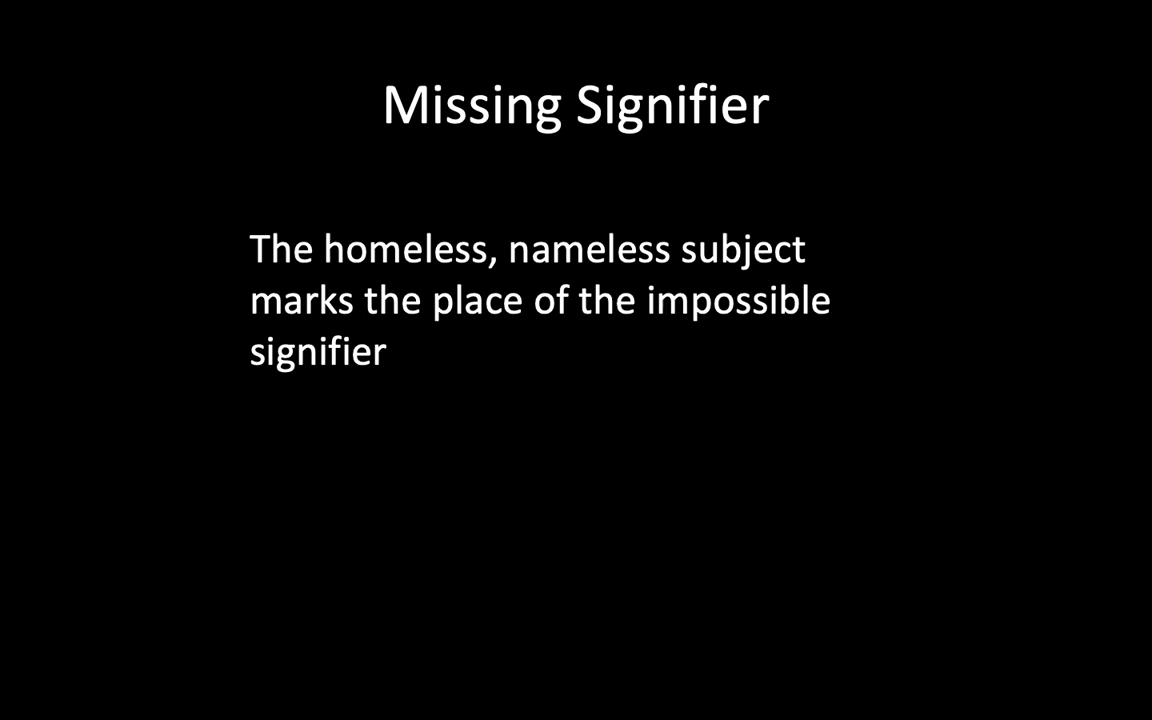 Missing Signifier
The homeless, nameless subject
marks the place of the impossible
signifier